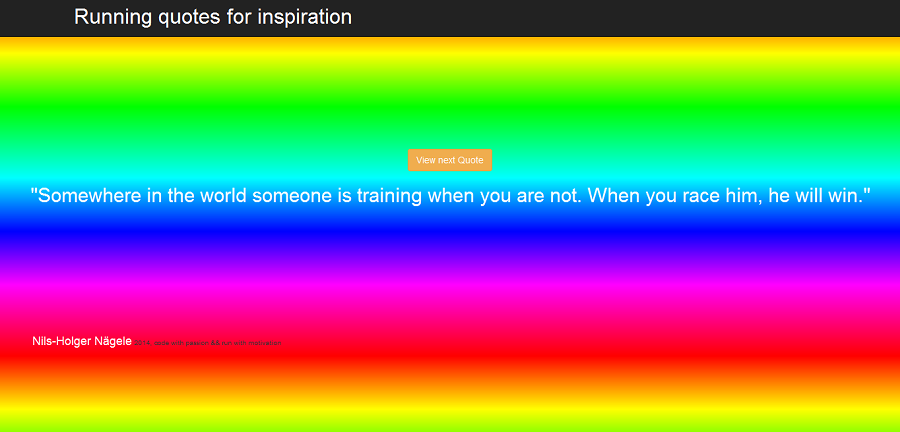 Running quotes for inspiration
View next Quote
"Somewhere in the world someone is training when you are not. When you race him, he will win."
Nils-Holger Nägele 2014, code with passion && run with motivation